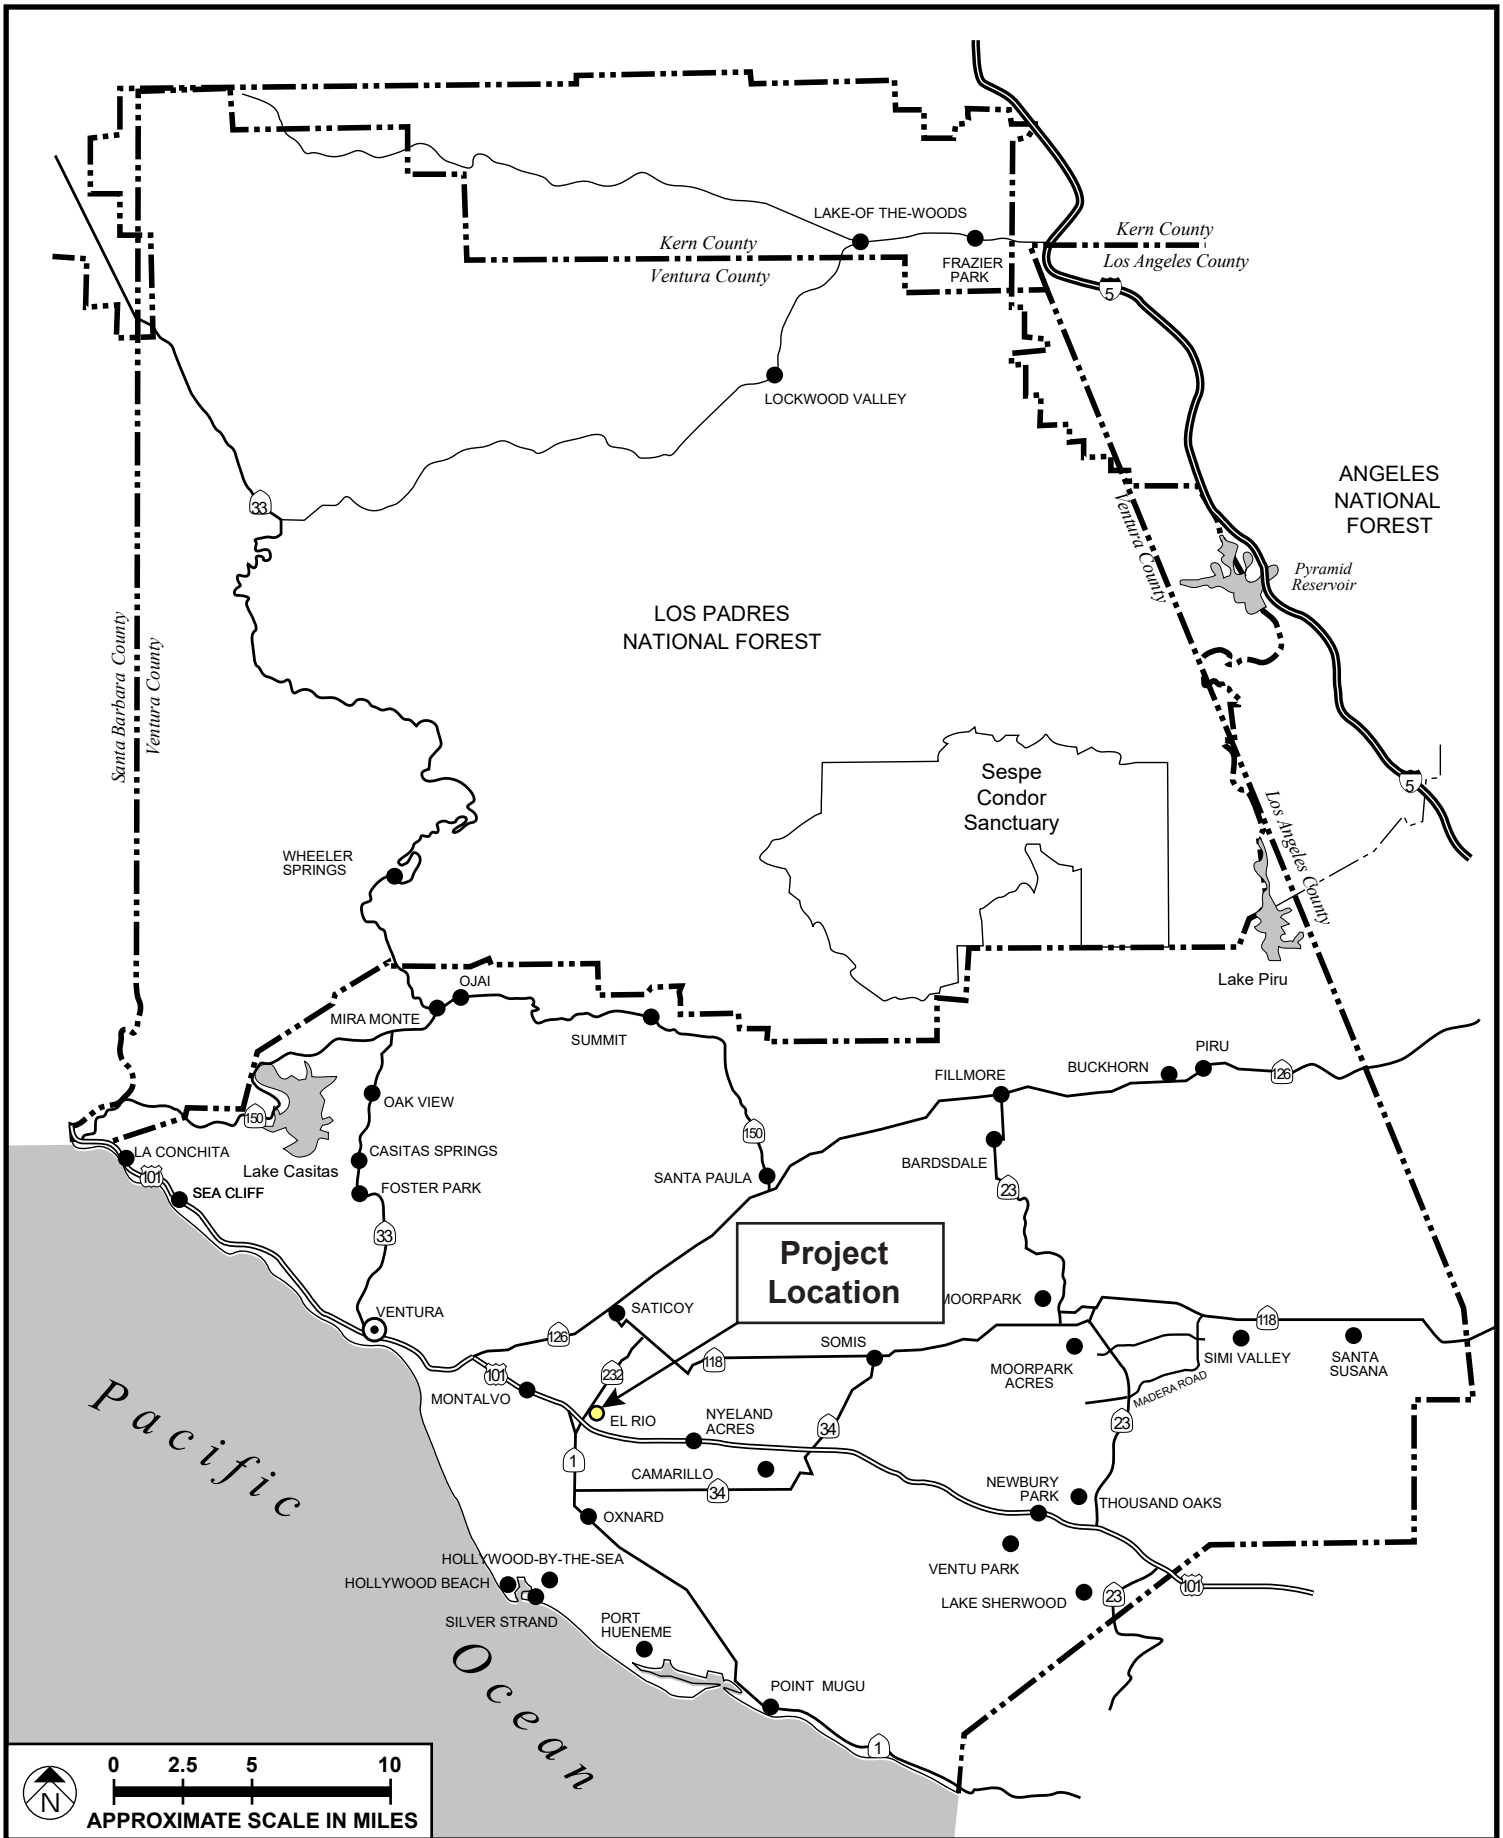 LAKE-OF THE-WOODS
Kern County
Ventura County
FRAZIER
PARK
Kern County
Los Angeles County
5
LOCKWOOD VALLEY
33
ANGELES
NATIONAL
FOREST
Ventura County
Pyramid
Reservoir
LOS PADRES
NATIONAL FOREST
Santa Barbara County
Ventura County
Sespe
Condor
Sanctuary
5
Los Angeles County
WHEELER
SPRINGS
Lake Piru
OJAI
MIRA MONTE
SUMMIT
PIRU
BUCKHORN
126
FILLMORE
OAK VIEW
150
150
LA CONCHITA
CASITAS SPRINGS
Lake Casitas
BARDSDALE
101
SANTA PAULA
FOSTER PARK
SEA CLIFF
23
33
Project
Location
MOORPARK
VENTURA
SATICOY
118
126
SOMIS
118
MOORPARK
ACRES
SIMI VALLEY
SANTA
SUSANA
101
232
MONTALVO
MADERA ROAD
EL RIO
NYELAND
ACRES
34
23
1
CAMARILLO
34
NEWBURY
PARK
THOUSAND OAKS
OXNARD
HOLLYWOOD-BY-THE-SEA
HOLLYWOOD BEACH
VENTU PARK
101
LAKE SHERWOOD
23
SILVER STRAND
PORT
HUENEME
POINT MUGU
1
Pacific
Ocean
0 2.5 5 10
N
APPROXIMATE SCALE IN MILES